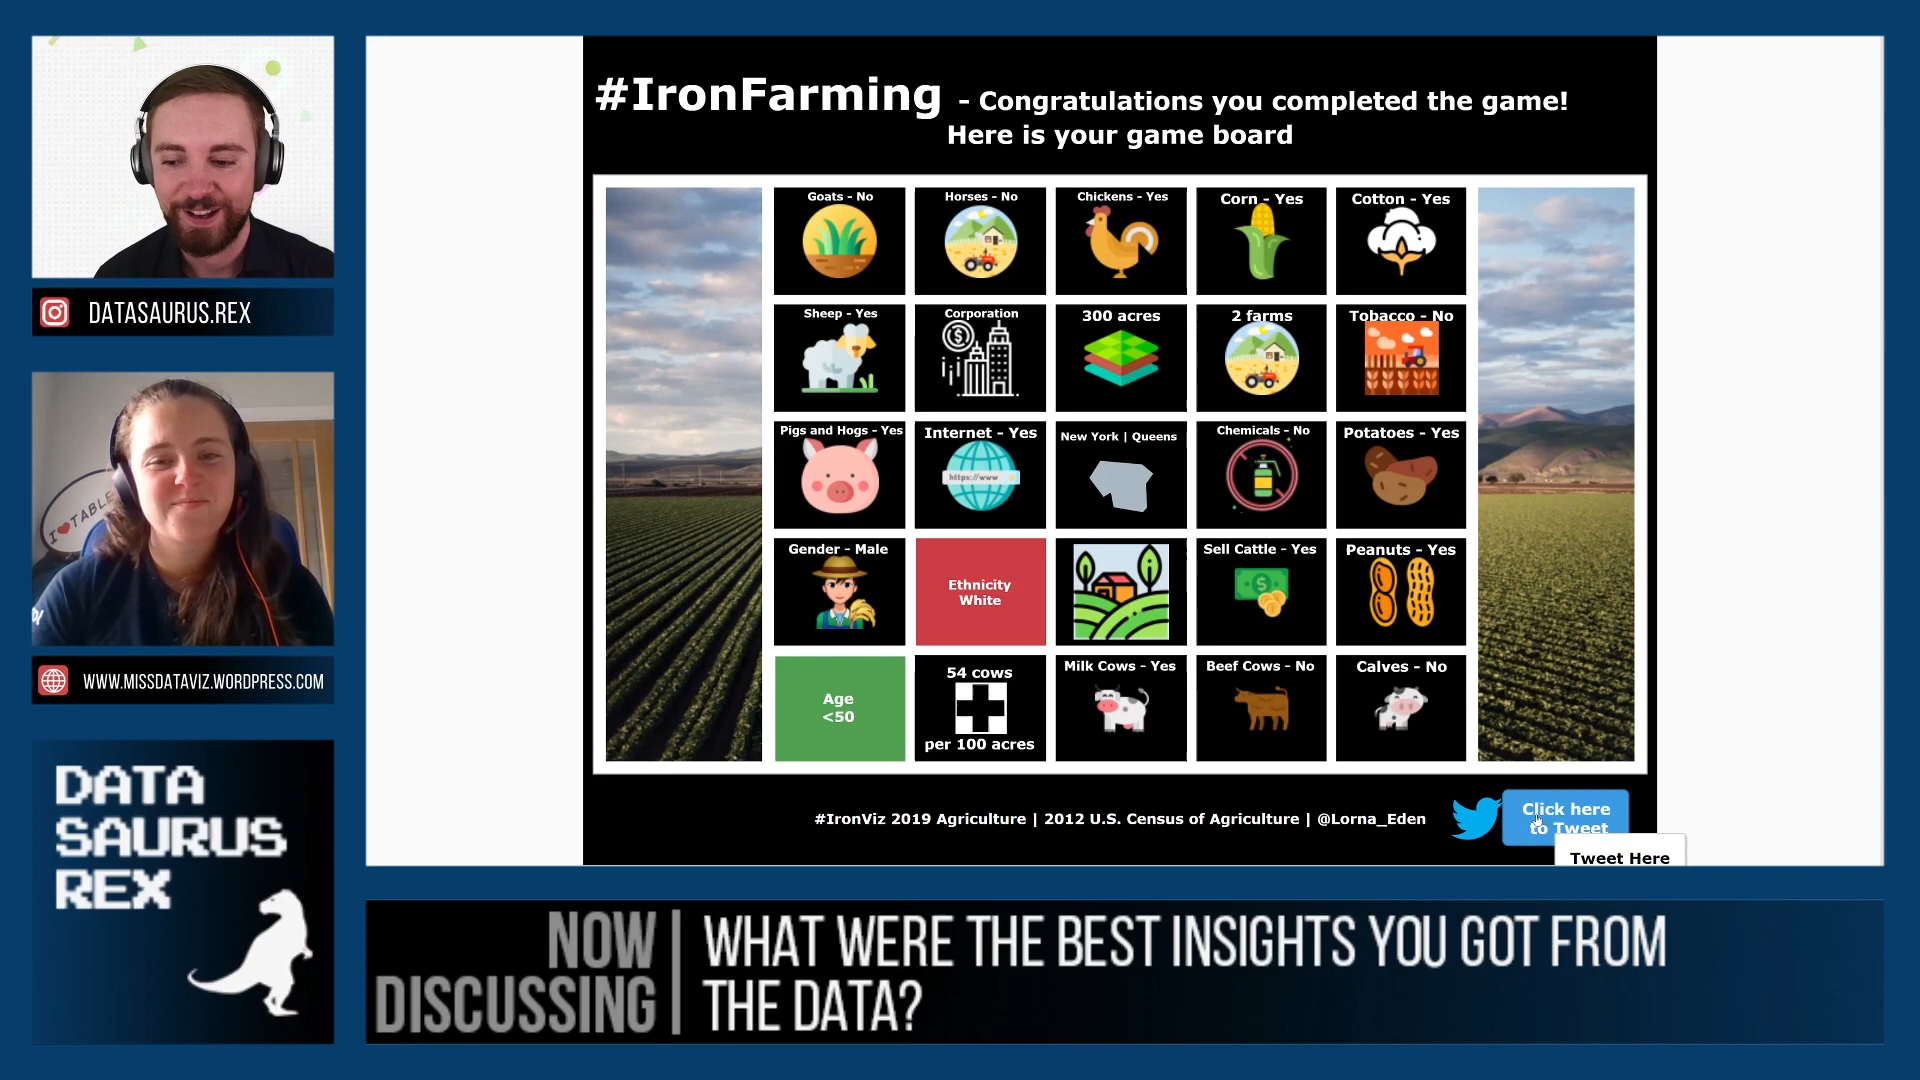 DATASAURUS.REX
I ❤ TABLE
WWW.MISSDATAVIZ.WORDPRESS.COM
DATA
SAURUS
REX
#IronFarming - Congratulations you completed the game!
Here is your game board
Goats - No
Horses - No
Chickens - Yes
Corn - Yes
Cotton - Yes
Sheep - Yes
Corporation
300 acres
2 farms
Tobacco - No
Pigs and Hogs - Yes
Internet - Yes
https://www
New York | Queens
Chemicals - No
Potatoes - Yes
Gender - Male
Ethnicity
White
Sell Cattle - Yes
Peanuts - Yes
Age
<50
54 cows
per 100 acres
Milk Cows - Yes
Beef Cows - No
Calves - No
#IronViz 2019 Agriculture | 2012 U.S. Census of Agriculture | @Lorna_Eden
Click here
to Tweet
Tweet Here
NOW
DISCUSSING
WHAT WERE THE BEST INSIGHTS YOU GOT FROM
THE DATA?